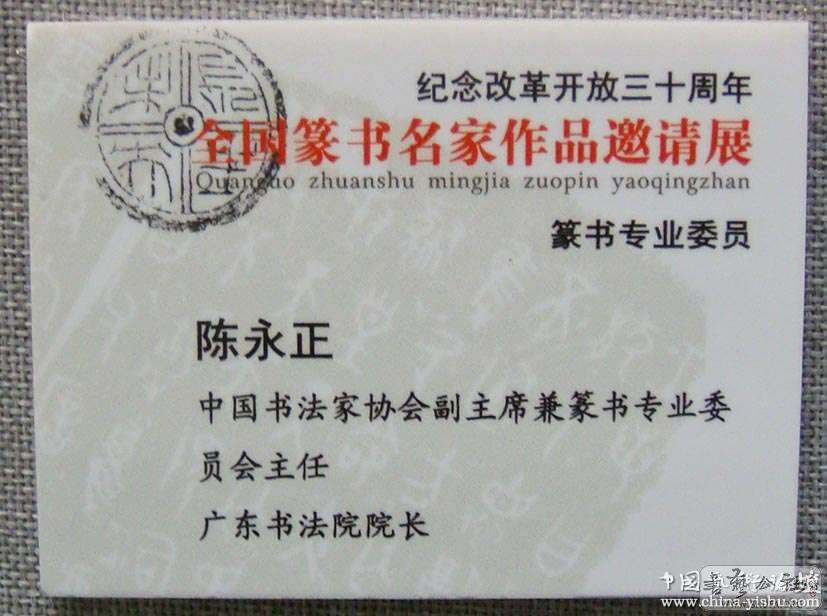 纪念改革开放三十周年
全国篆书名家作品邀请展
Quanguo zhuanshu mingjia zuopin yaoqingzhan
篆书专业委员
陈永正
中国书法家协会副主席兼篆书专业委
员会主任
广东书法院院长
www.china-yishu.com